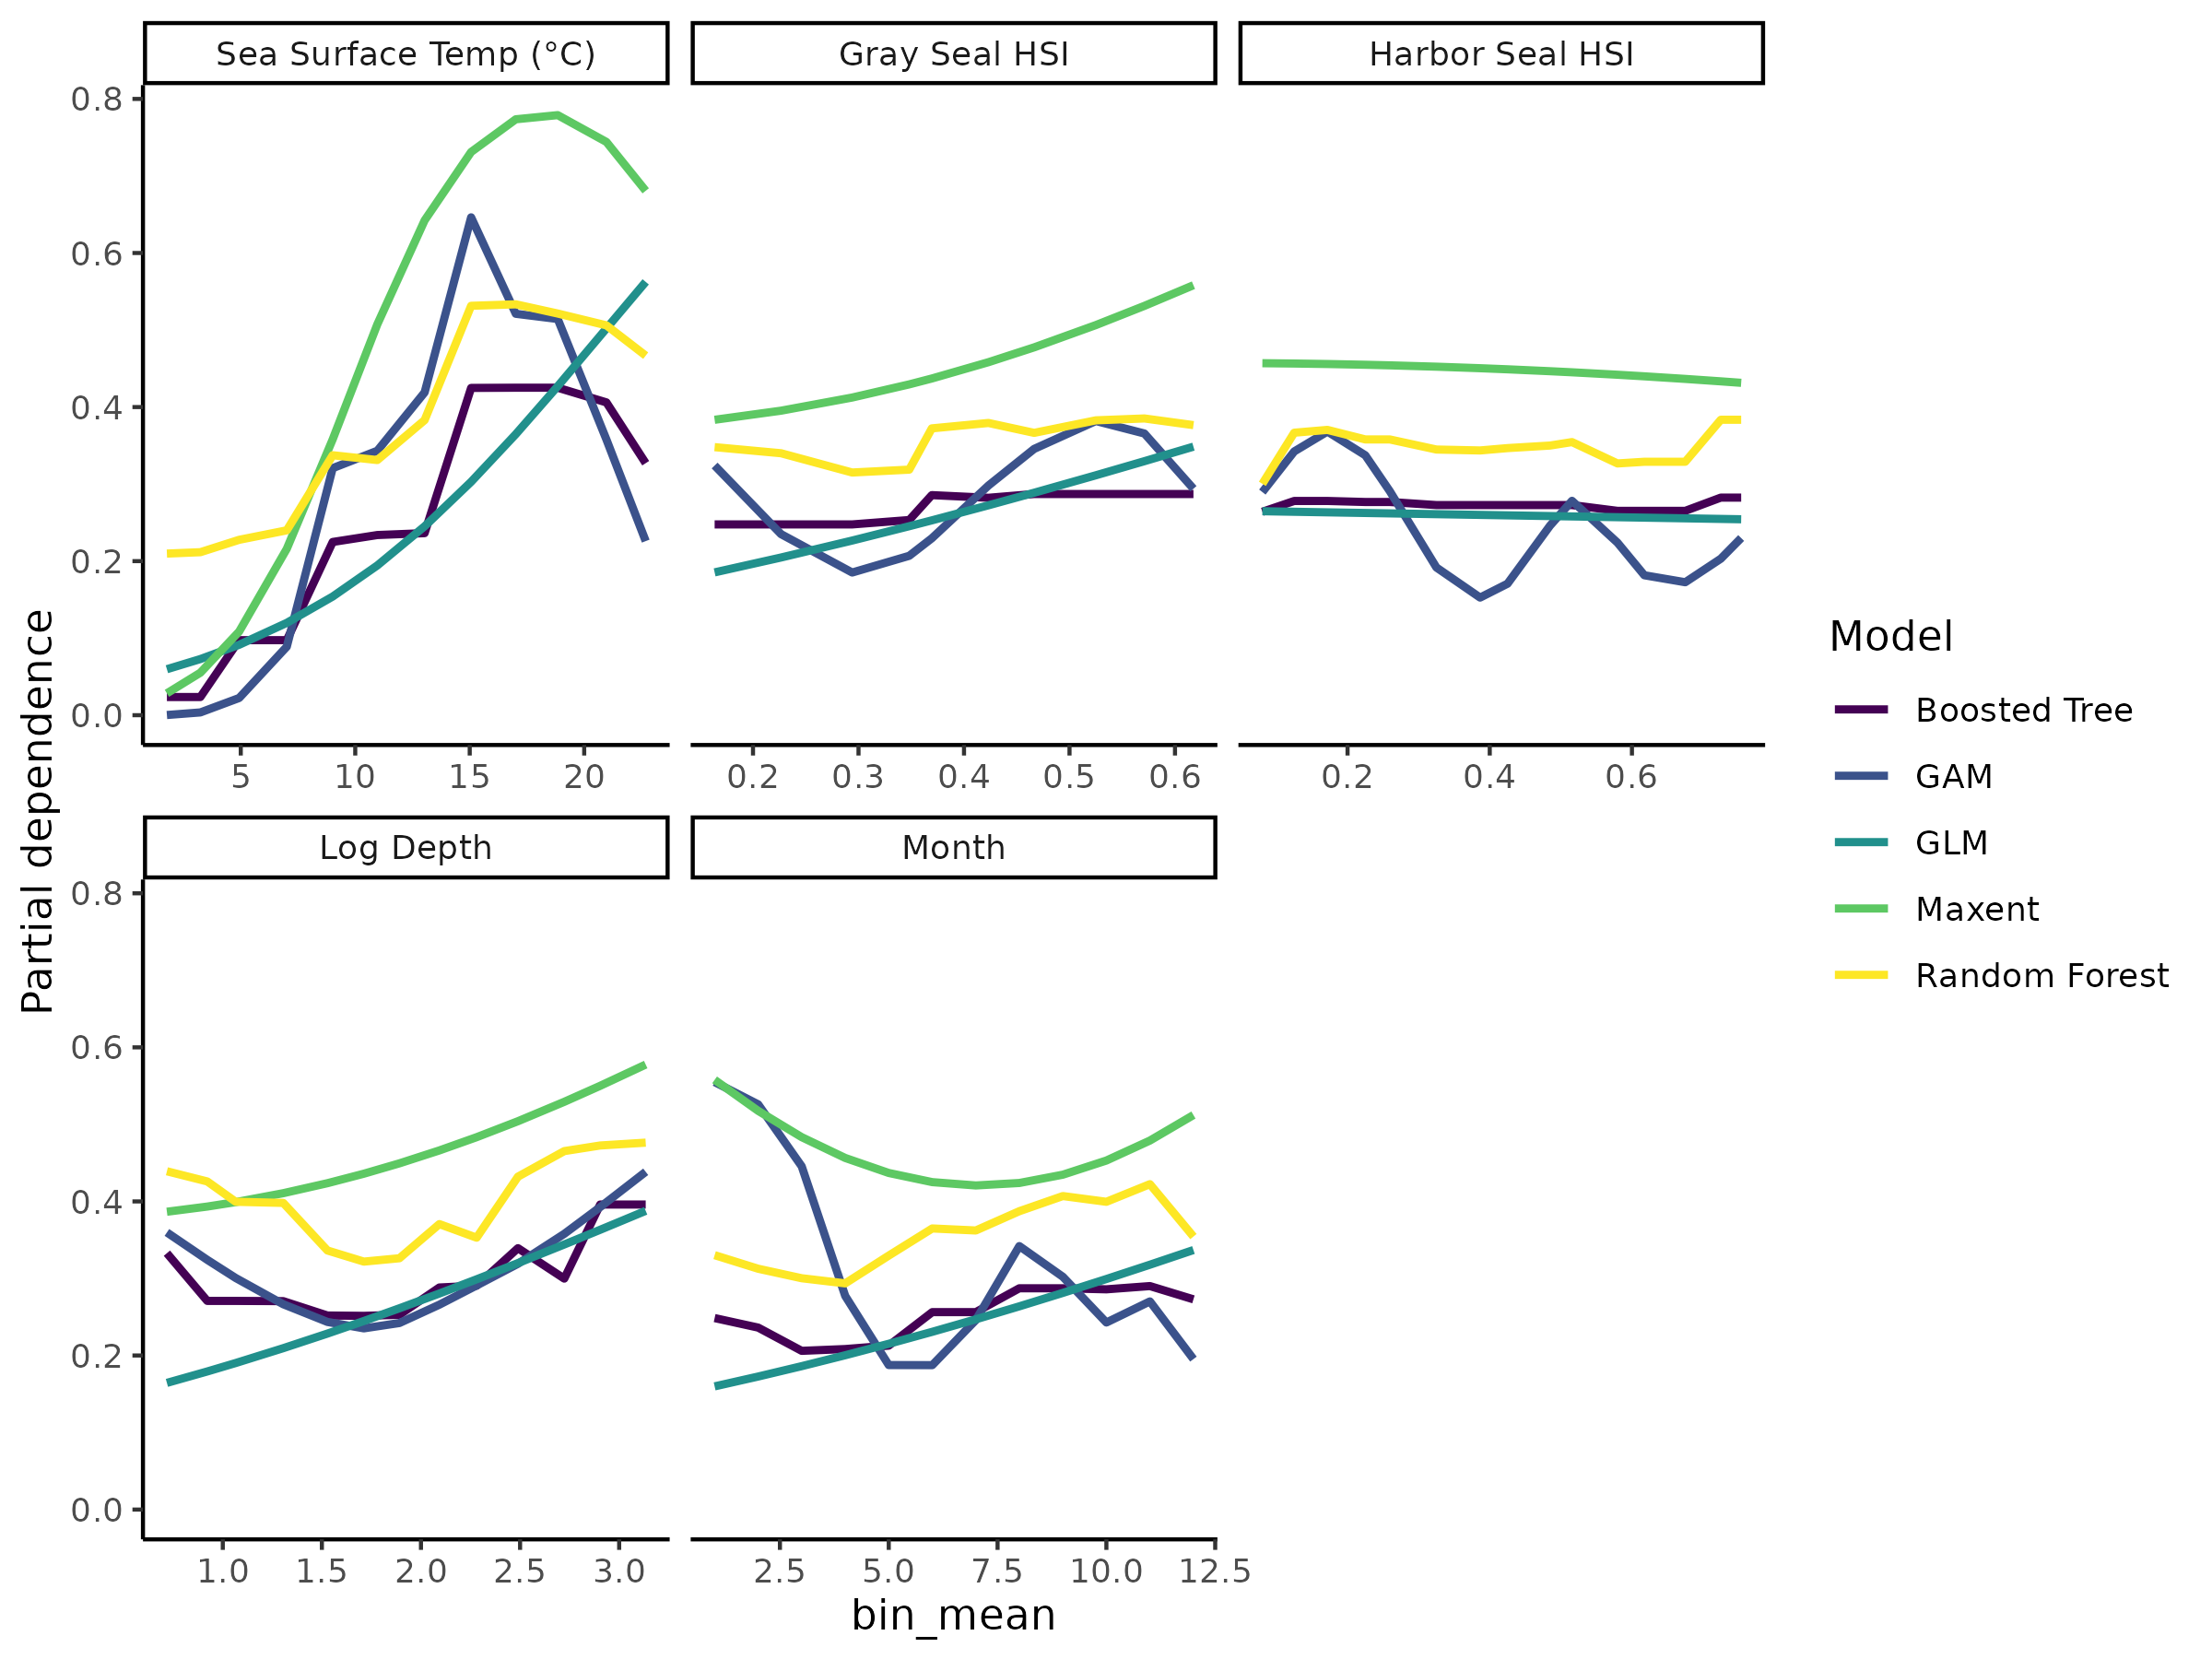 Sea Surface Temp (°C)
Gray Seal HSI
Harbor Seal HSI
0.8
0.6
0.4
0.2
0.0
5 10 15 20
0.2 0.3 0.4 0.5 0.6
0.2 0.4 0.6
Partial dependence
Log Depth
Month
0.8
0.6
0.4
0.2
0.0
1.0 1.5 2.0 2.5 3.0
2.5 5.0 7.5 10.0 12.5
bin_mean
Model
Boosted Tree
GAM
GLM
Maxent
Random Forest